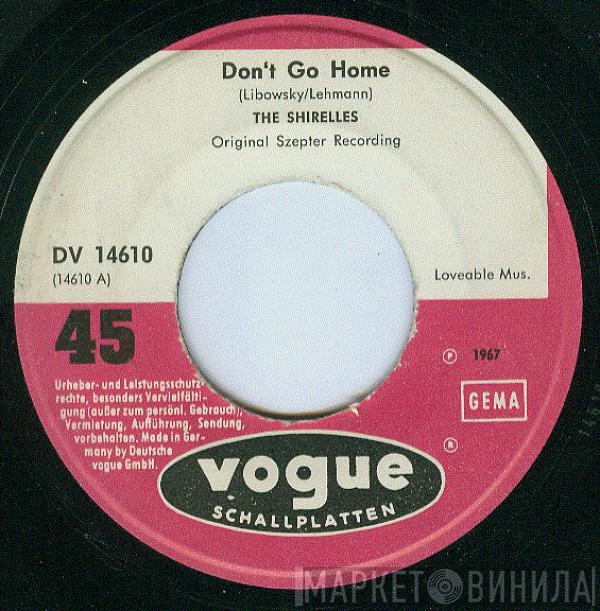 Don't Go Home
(Libowsky/Lehmann)
THE SHIRELLES
Original Szepter Recording
DV 14610
(14610 A)
Loveable Mus.
45
℗ 1967
Urheber- und Leistungsschutz-
rechte, besonders Vervielfälti-
gung (außer zum persönl. Gebrauch),
Vermietung, Aufführung, Sendung,
vorbehalten. Made in Ger-
many by Deutsche
vogue GmbH.
GEMA
®
vogue
SCHALLPLATTEN
МАРКЕТ ВИНИЛА